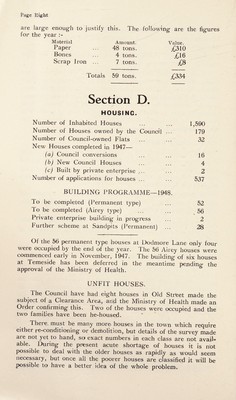 Page Eight
are large enough to justify this. The following are the figures
for the year :-
Material Amount. Value.
Paper ... 48 tons. £310
Bones ... 4 tons. £16
Scrap Iron ... 7 tons. £8
Totals 59 tons. £334
Section D.
HOUSING.
Number of Inhabited Houses ... ... 1,590
Number of Houses owned by the Council ... 179
Number of Council-owned Flats ... ... 32
New Houses completed in 1947—
(a) Council conversions ... ... 16
(b) New Council Houses ... ... 4
(c) Built by private enterprise ... ... 2
Number of applications for houses ... ... 537
BUILDING PROGRAMME—1948.
To be completed (Permanent type) ... 52
To be completed (Airey type) ... ... 56
Private enterprise building in progress ... 2
Further scheme at Sandpits (Permanent) ... 28
Of the 56 permanent type houses at Dodmore Lane only four
were occupied by the end of the year. The 56 Airey houses were
commenced early in November, 1947. The building of six houses
at Temeside has been deferred in the meantime pending the
approval of the Ministry of Health.
UNFIT HOUSES.
The Council have had eight houses in Old Street made the
subject of a Clearance Area, and the Ministry of Health made an
Order confirming this. Two of the houses were occupied and the
two families have been re-housed.
There must be many more houses in the town which require
either re-conditioning or demolition, but details of the survey made
are not yet to hand, so exact numbers in each class are not avail-
able. During the present acute shortage of houses it is not
possible to deal with the older houses as rapidly as would seem
necessary, but once all the poorer houses are classified it will be
possible to have a better idea of the whole problem.